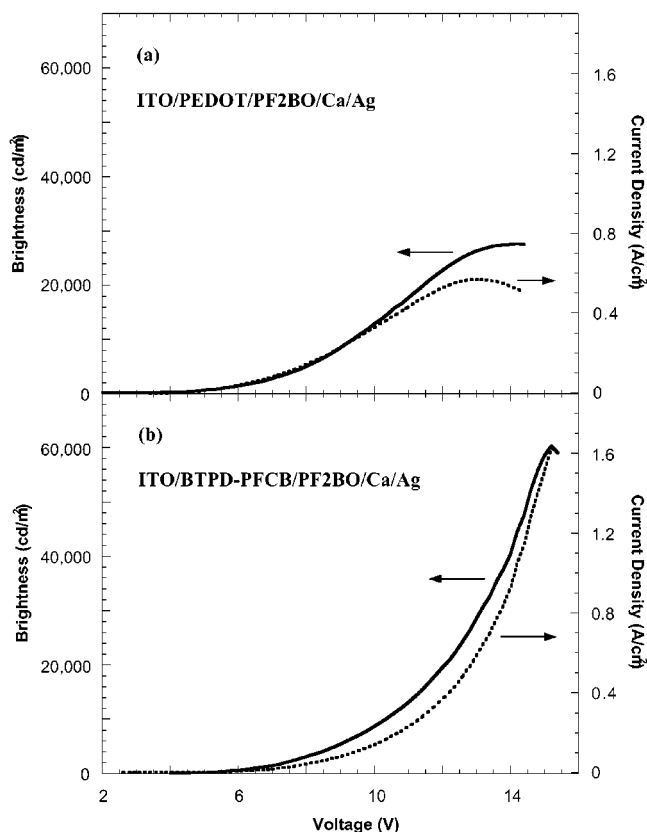 (a)
ITO/PEDOT/PF2BO/Ca/Ag
Brightness (cd/m²)
60,000
40,000
20,000
0
Current Density (A/cm²)
1.6
1.2
0.8
0.4
0
(b)
ITO/BTPD-PFCB/PF2BO/Ca/Ag
Brightness (cd/m²)
60,000
40,000
20,000
0
Current Density (A/cm²)
1.6
1.2
0.8
0.4
0
2
6
10
14
Voltage (V)